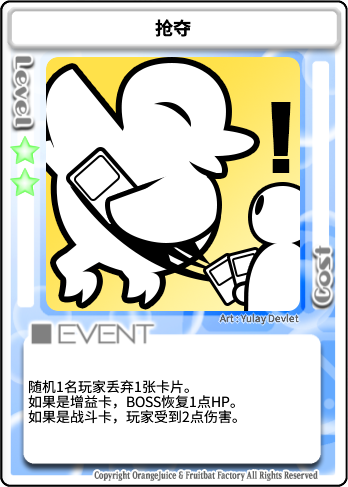 抢夺
Level
!
Cost
Art : Yulay Devlet
EVENT
随机1名玩家丢弃1张卡片。
如果是增益卡，BOSS恢复1点HP。
如果是战斗卡，玩家受到2点伤害。
Copyright OrangeJuice & Fruitbat Factory All Rights Reserved